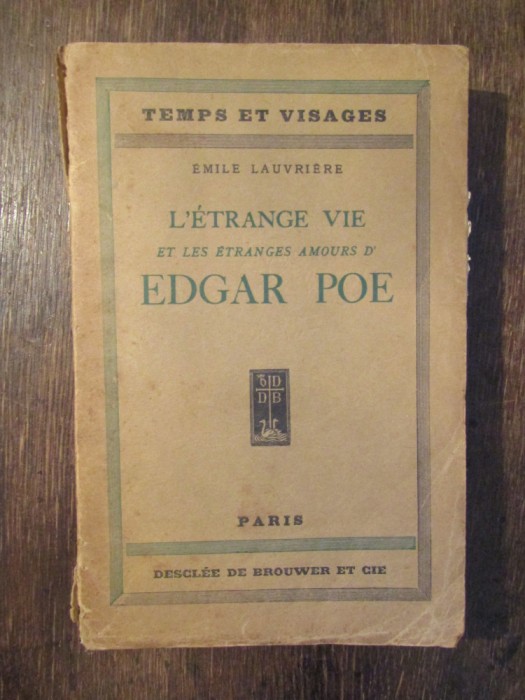 TEMPS ET VISAGES
ÉMILE LAUVRIÈRE
L'ÉTRANGE VIE
ET LES ÉTRANGES AMOURS D'
EDGAR POE
D D
D B
PARIS
DESCLÉE DE BROUWER ET CIE